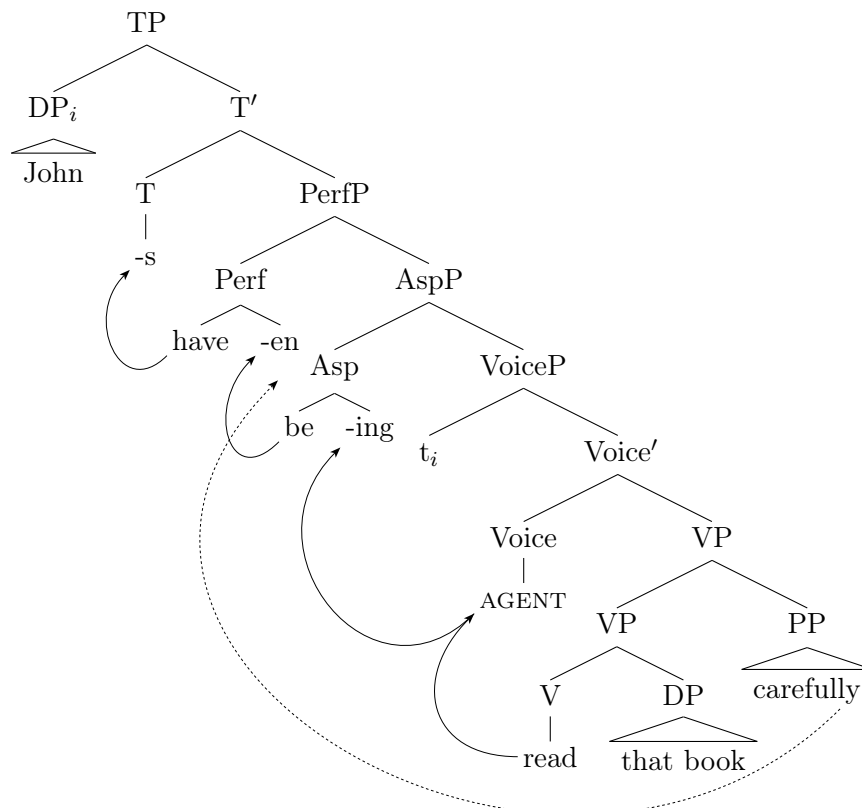 TP
DPᵢ T′
John
T PerfP
-s
Perf AspP
have -en
Asp VoiceP
be -ing
tᵢ Voice′
Voice VP
AGENT
VP PP
carefully
V DP
read that book